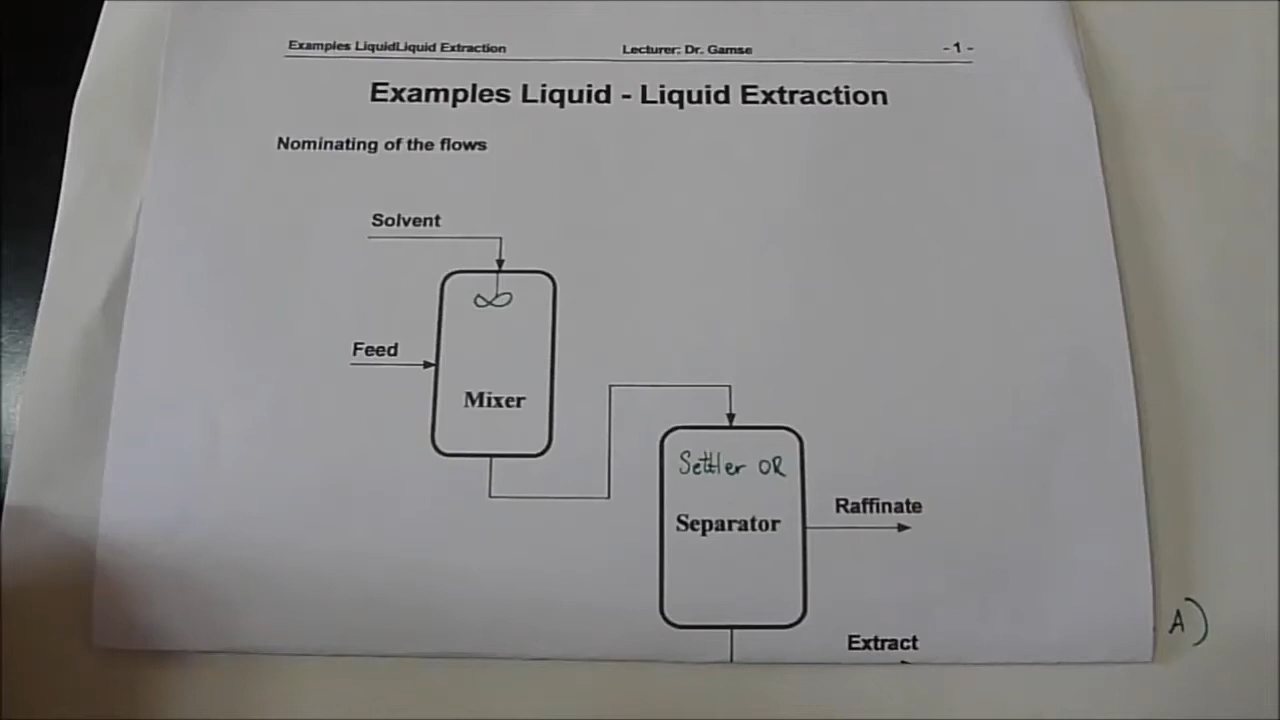 Examples LiquidLiquid Extraction Lecturer: Dr. Gamse - 1 -
Examples Liquid - Liquid Extraction
Nominating of the flows
Solvent
Feed
Mixer
Settler OR
Separator
Raffinate
Extract
A)